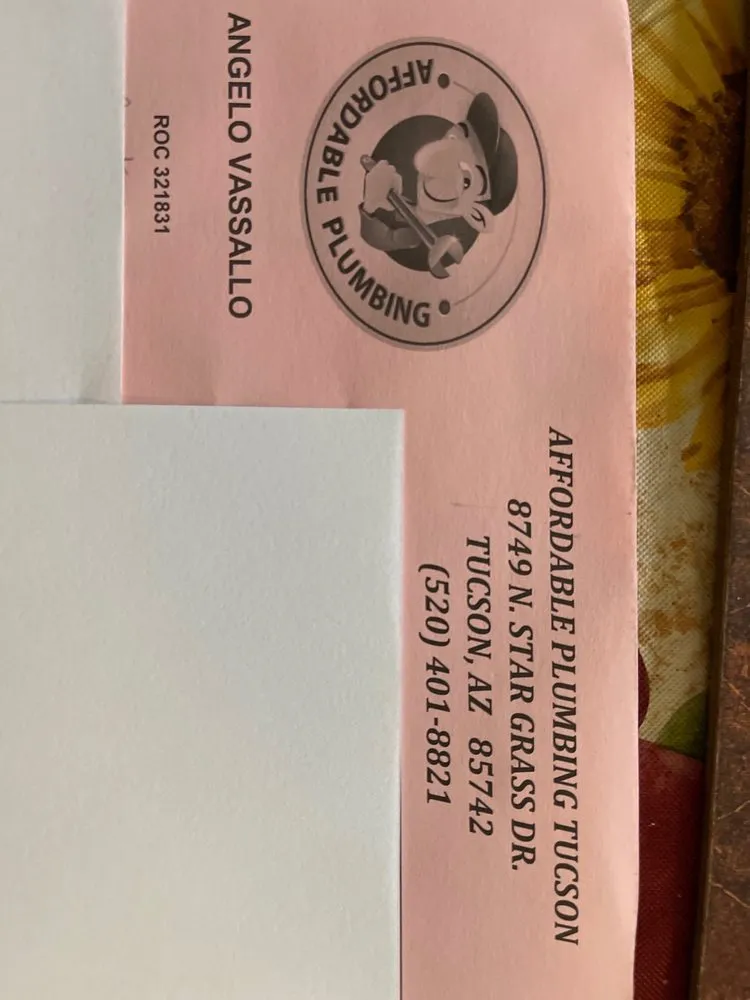 AFFORDABLE PLUMBING
ANGELO VASSALLO
ROC 321831
AFFORDABLE PLUMBING TUCSON
8749 N. STAR GRASS DR.
TUCSON, AZ 85742
(520) 401-8821